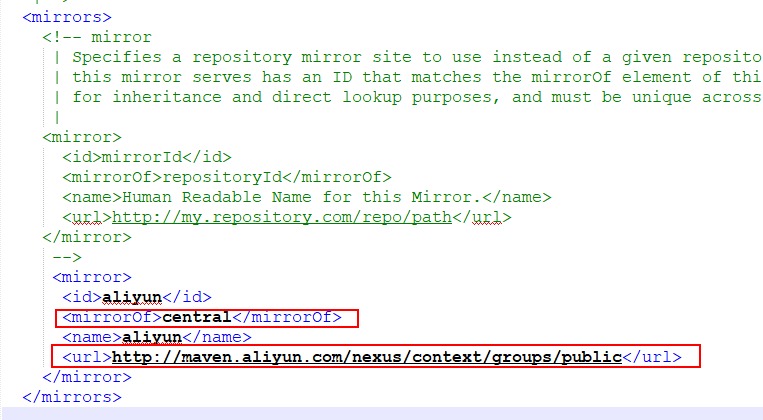 <mirrors>
<!-- mirror
| Specifies a repository mirror site to use instead of a given reposito
| this mirror serves has an ID that matches the mirrorOf element of thi
| for inheritance and direct lookup purposes, and must be unique across
|
<mirror>
<id>mirrorId</id>
<mirrorOf>repositoryId</mirrorOf>
<name>Human Readable Name for this Mirror.</name>
<url>http://my.repository.com/repo/path</url>
</mirror>
-->
<mirror>
<id>aliyun</id>
<mirrorOf>central</mirrorOf>
<name>aliyun</name>
<url>http://maven.aliyun.com/nexus/context/groups/public</url>
</mirror>
</mirrors>